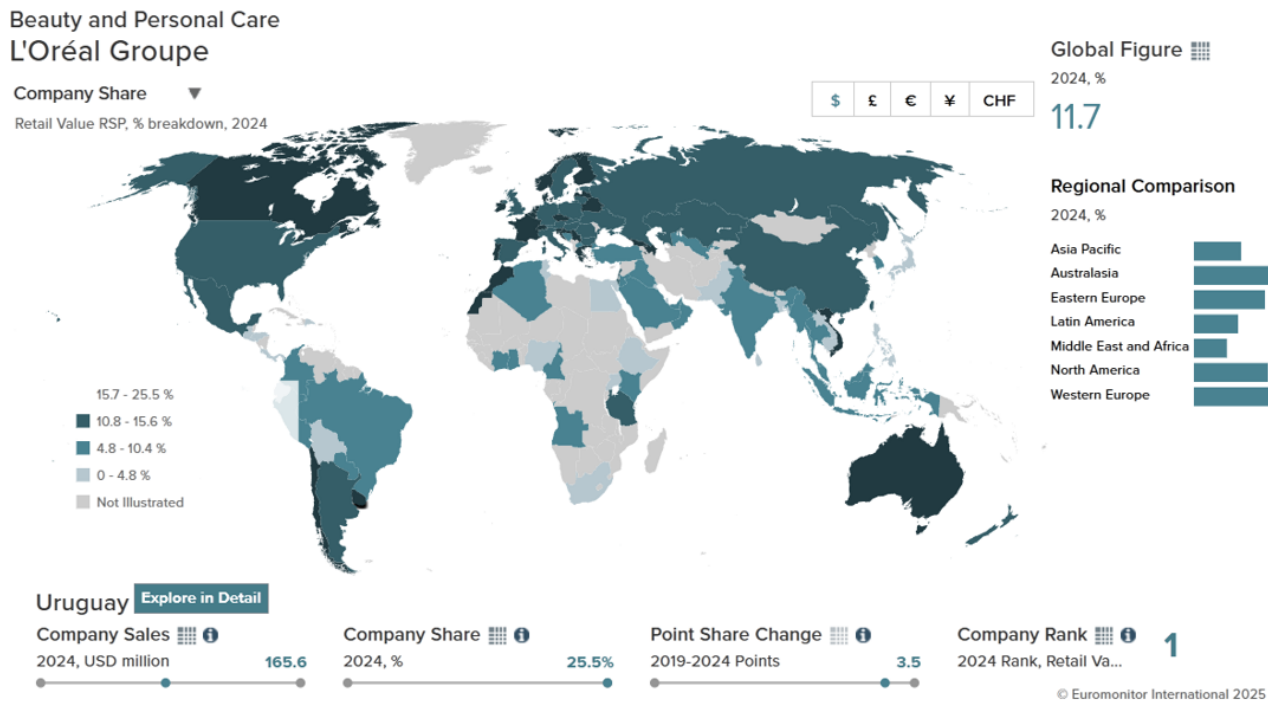 Beauty and Personal Care
L'Oréal Groupe
Company Share
Retail Value RSP, % breakdown, 2024
$ £ € ¥ CHF
Global Figure
2024, %
11.7
Regional Comparison
2024, %
Asia Pacific
Australasia
Eastern Europe
Latin America
Middle East and Africa
North America
Western Europe
15.7 - 25.5 %
10.8 - 15.6 %
4.8 - 10.4 %
0 - 4.8 %
Not Illustrated
Uruguay Explore in Detail
Company Sales
2024, USD million 165.6
Company Share
2024, % 25.5%
Point Share Change
2019-2024 Points 3.5
Company Rank
2024 Rank, Retail Va... 1
© Euromonitor International 2025